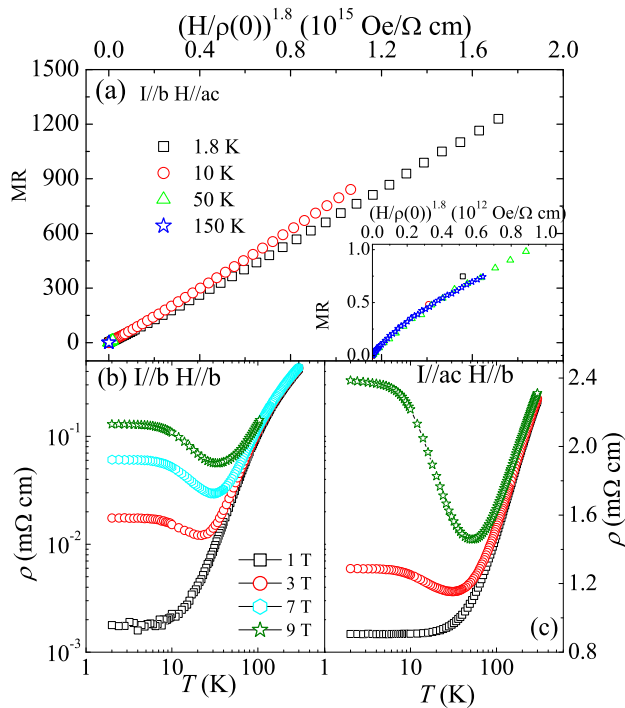 (H/ρ(0))^1.8 (10^15 Oe/Ω cm)
0.0 0.4 0.8 1.2 1.6 2.0
1500
1200
900
600
300
0
MR
(a) I//b H//ac
1.8 K
10 K
50 K
150 K
(H/ρ(0))^1.8 (10^12 Oe/Ω cm)
0.0 0.2 0.4 0.6 0.8 1.0
1.0
0.5
0.0
MR
(b) I//b H//b
10^-1
10^-2
10^-3
ρ (mΩ cm)
1 T
3 T
7 T
9 T
1 10 100
T (K)
I//ac H//b
2.4
2.0
1.6
1.2
0.8
ρ (mΩ cm)
(c)
1 10 100
T (K)